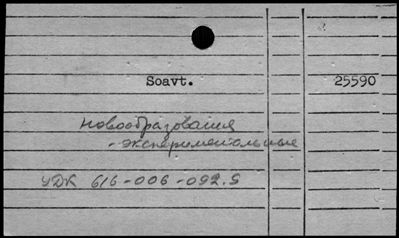 Soavt. 25590
новообразования
- экспериментальные
УДК 616-006-092.9